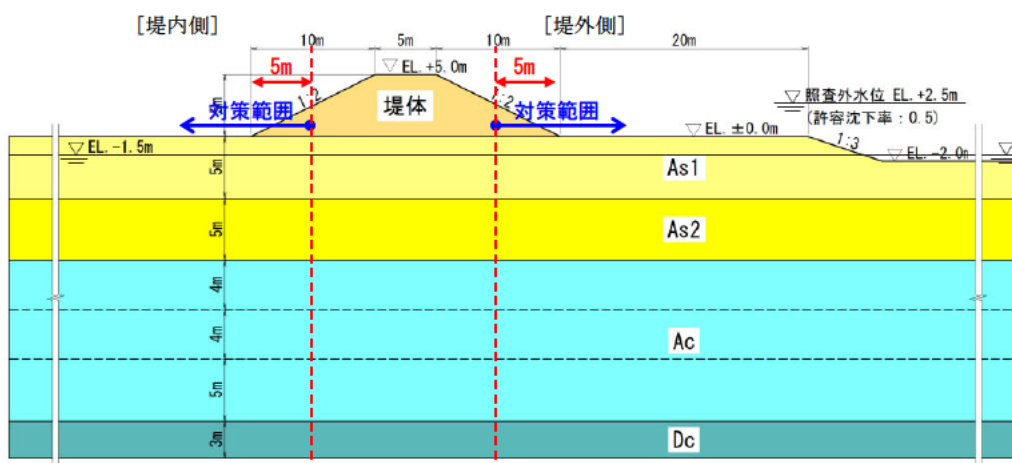 [堤内側]
[堤外側]
10m
5m
10m
20m
5m
EL.+5.0m
5m
1:2
堤体
1:2
対策範囲
対策範囲
照査外水位 EL.+2.5m
(許容沈下率:0.5)
EL.±0.0m
1:3
EL.-1.5m
EL.-2.0m
5m
As1
5m
As2
4m
4m
Ac
5m
3m
Dc